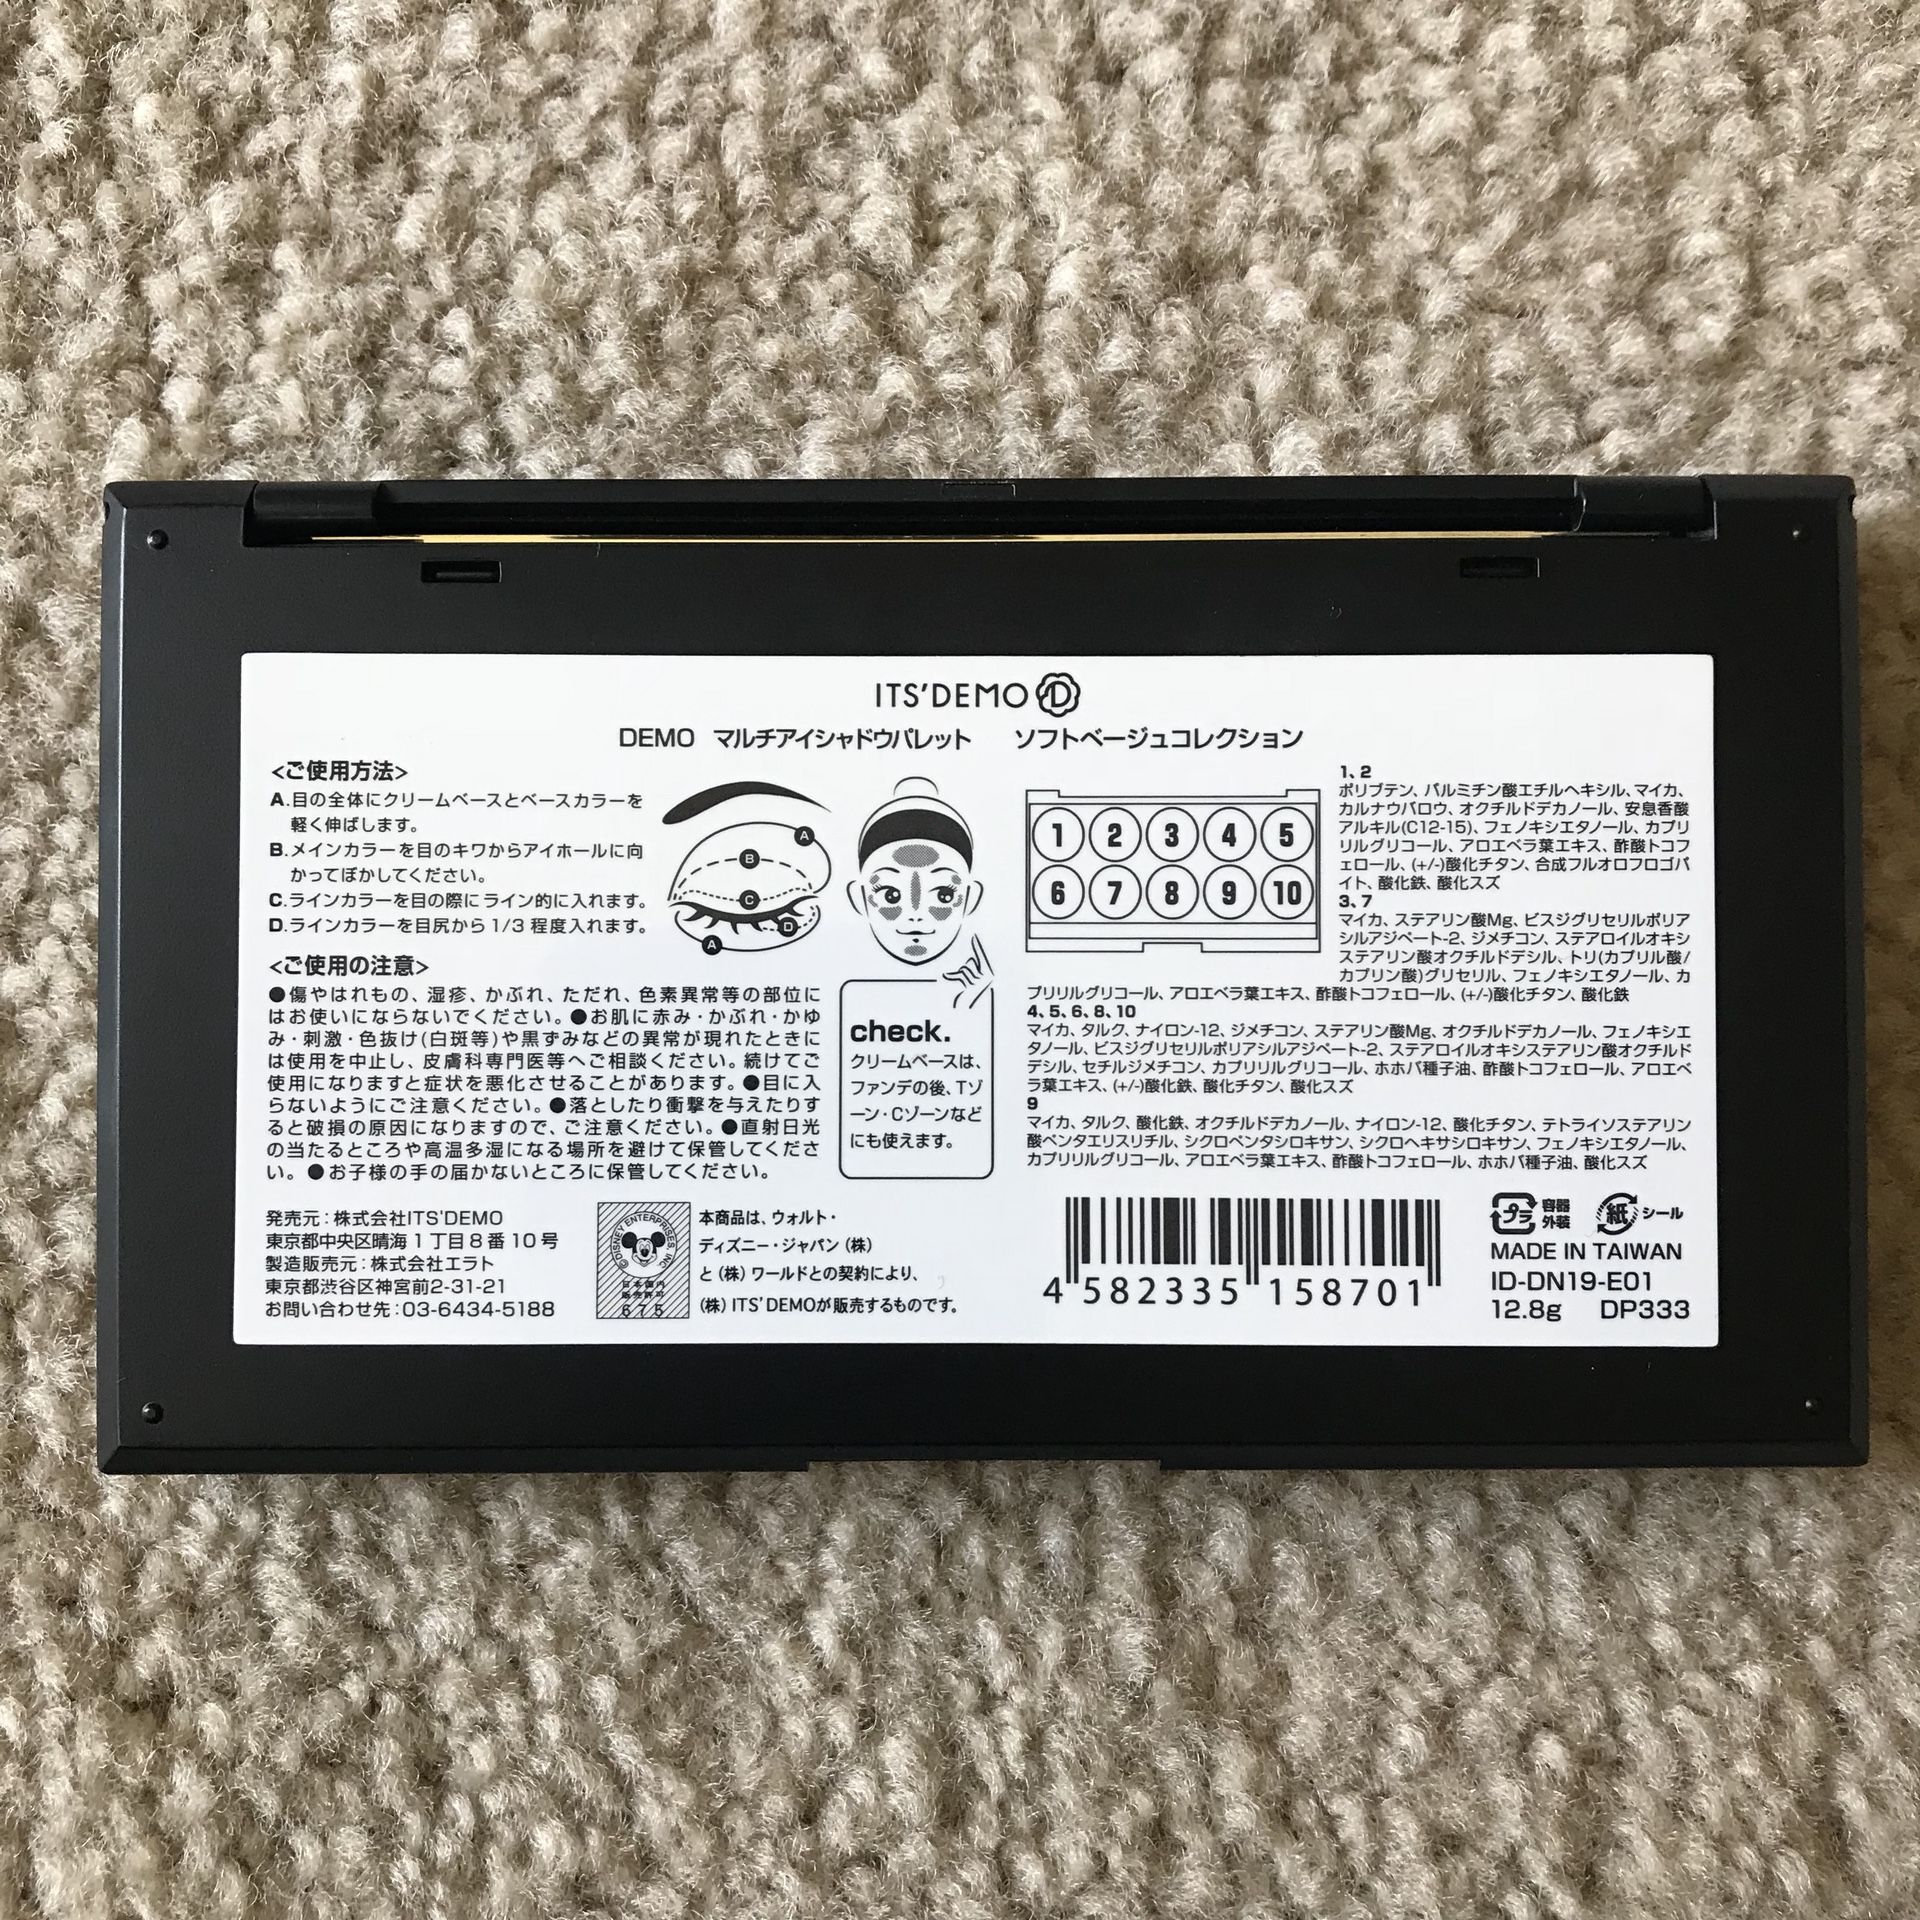 ITS'DEMO D
DEMO マルチアイシャドウパレット ソフトベージュコレクション
<ご使用方法>
A.目の全体にクリームベースとベースカラーを
軽く伸ばします。
B.メインカラーを目のキワからアイホールに向
かってぼかしてください。
C.ラインカラーを目の際にライン的に入れます。
D.ラインカラーを目尻から1/3程度入れます。
A
B
C
D
A
<ご使用の注意>
●傷やはれもの、湿疹、かぶれ、ただれ、色素異常等の部位に
はお使いにならないでください。●お肌に赤み・かぶれ・かゆ
み・刺激・色抜け(白斑等)や黒ずみなどの異常が現れたときに
は使用を中止し、皮膚科専門医等へご相談ください。続けてご
使用になりますと症状を悪化させることがあります。●目に入
らないようにご注意ください。●落としたり衝撃を与えたりす
ると破損の原因になりますので、ご注意ください。●直射日光
の当たるところや高温多湿になる場所を避けて保管してくださ
い。●お子様の手の届かないところに保管してください。
check.
クリームベースは、
ファンデの後、Tゾ
ーン・Cゾーンなど
にも使えます。
1 2 3 4 5
6 7 8 9 10
1、2
ポリブテン、パルミチン酸エチルヘキシル、マイカ、
カルナウバロウ、オクチルドデカノール、安息香酸
アルキル(C12-15)、フェノキシエタノール、カプリ
リルグリコール、アロエベラ葉エキス、酢酸トコフ
ェロール、(+/-)酸化チタン、合成フルオロフロゴパ
イト、酸化鉄、酸化スズ
3、7
マイカ、ステアリン酸Mg、ビスジグリセリルポリア
シルアジペート-2、ジメチコン、ステアロイルオキシ
ステアリン酸オクチルドデシル、トリ(カプリル酸/
カプリン酸)グリセリル、フェノキシエタノール、カ
プリリルグリコール、アロエベラ葉エキス、酢酸トコフェロール、(+/-)酸化チタン、酸化鉄
4、5、6、8、10
マイカ、タルク、ナイロン-12、ジメチコン、ステアリン酸Mg、オクチルドデカノール、フェノキシエ
タノール、ビスジグリセリルポリアシルアジペート-2、ステアロイルオキシステアリン酸オクチルド
デシル、セチルジメチコン、カプリリルグリコール、ホホバ種子油、酢酸トコフェロール、アロエベ
ラ葉エキス、(+/-)酸化鉄、酸化チタン、酸化スズ
9
マイカ、タルク、酸化鉄、オクチルドデカノール、ナイロン-12、酸化チタン、テトライソステアリン
酸ペンタエリスリチル、シクロペンタシロキサン、シクロヘキサシロキサン、フェノキシエタノール、
カプリリルグリコール、アロエベラ葉エキス、酢酸トコフェロール、ホホバ種子油、酸化スズ
発売元：株式会社ITS'DEMO
東京都中央区晴海1丁目8番10号
製造販売元：株式会社エラト
東京都渋谷区神宮前2-31-21
お問い合わせ先：03-6434-5188
©DISNEY ENTERPRISES, INC
日本国内
販売許可
675
本商品は、ウォルト・
ディズニー・ジャパン(株)
と(株)ワールドとの契約により、
(株)ITS'DEMOが販売するものです。
4 582335 158701
プラ 容器
外装
紙 シール
MADE IN TAIWAN
ID-DN19-E01
12.8g DP333